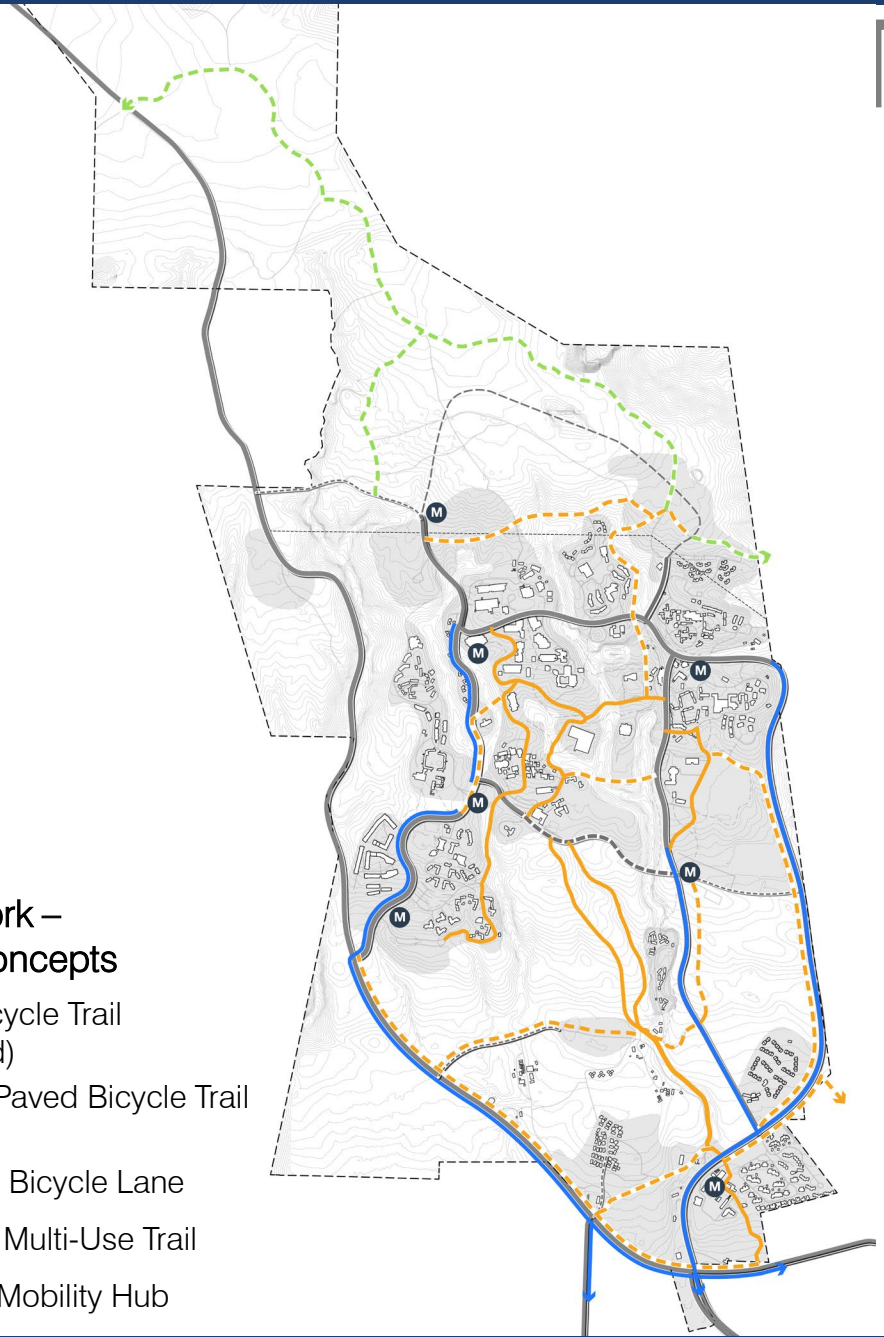 M
M
M
M
M
M
M
ork –
oncepts
cycle Trail
d)
Paved Bicycle Trail
Bicycle Lane
Multi-Use Trail
Mobility Hub